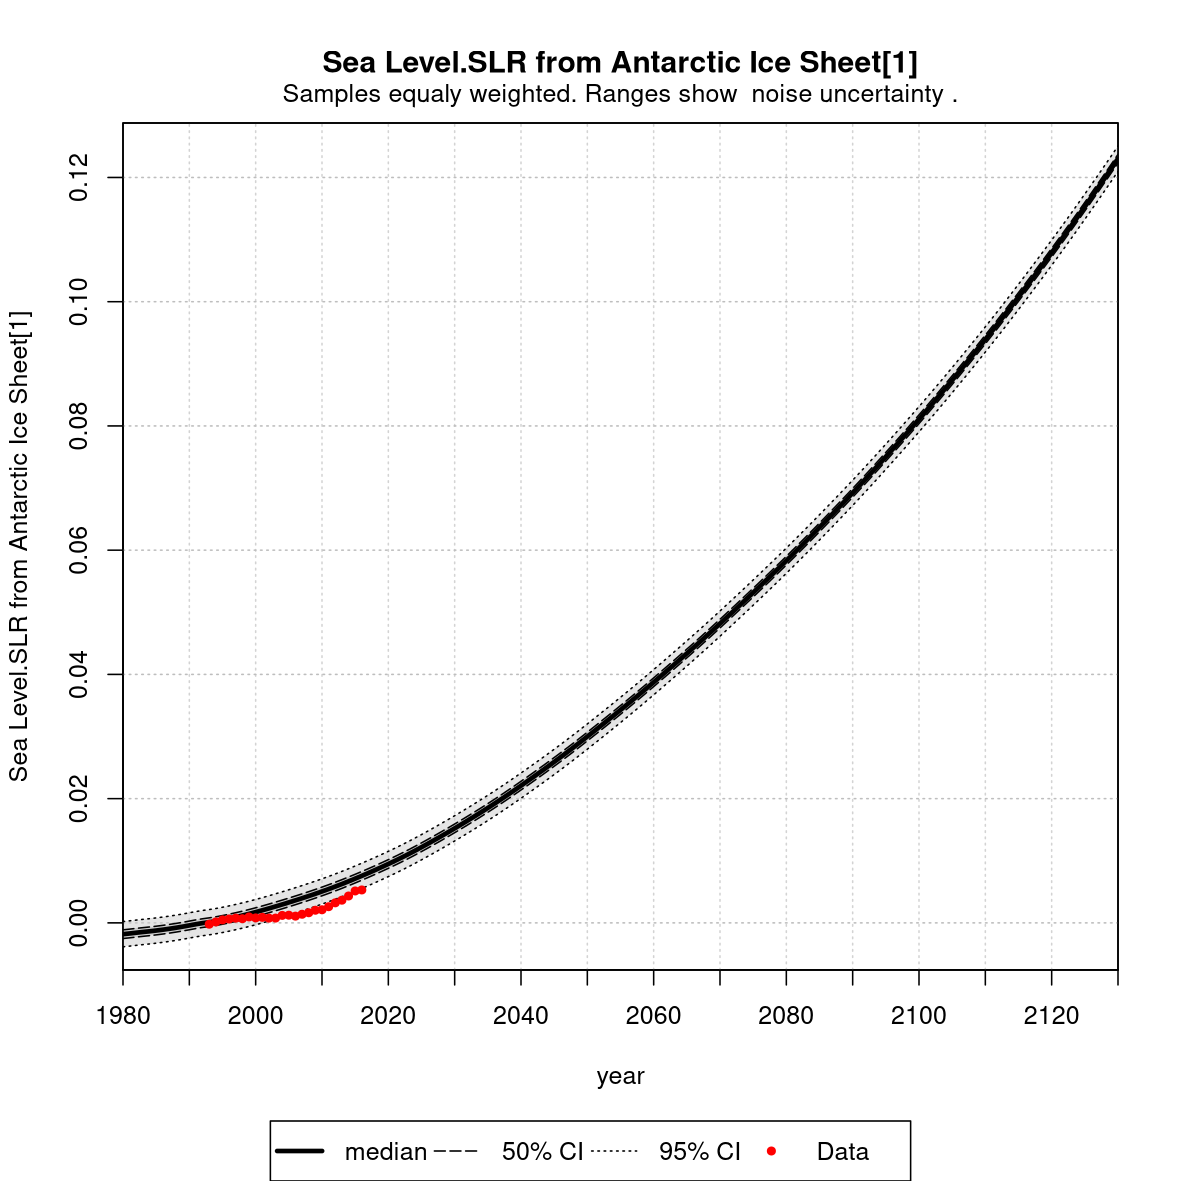 Sea Level.SLR from Antarctic Ice Sheet[1]
Samples equaly weighted. Ranges show  noise uncertainty .
Sea Level.SLR from Antarctic Ice Sheet[1]
0.12
0.10
0.08
0.06
0.04
0.02
0.00
1980 2000 2020 2040 2060 2080 2100 2120
year
median 50% CI 95% CI Data